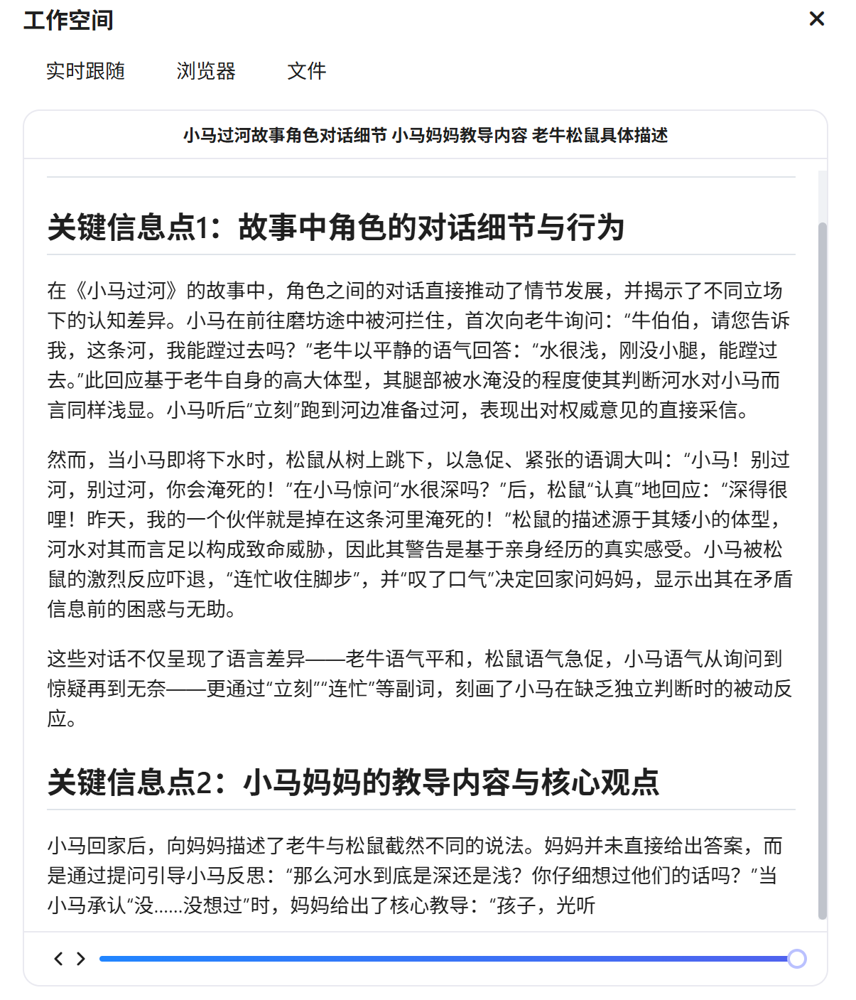 工作空间
实时跟随 浏览器 文件
小马过河故事角色对话细节 小马妈妈教导内容 老牛松鼠具体描述
关键信息点1：故事中角色的对话细节与行为
在《小马过河》的故事中，角色之间的对话直接推动了情节发展，并揭示了不同立场
下的认知差异。小马在前往磨坊途中被河拦住，首次向老牛询问：“牛伯伯，请您告诉
我，这条河，我能蹚过去吗？”老牛以平静的语气回答：“水很浅，刚没小腿，能蹚过
去。”此回应基于老牛自身的高大体型，其腿部被水淹没的程度使其判断河水对小马而
言同样浅显。小马听后“立刻”跑到河边准备过河，表现出对权威意见的直接采信。
然而，当小马即将下水时，松鼠从树上跳下，以急促、紧张的语调大叫：“小马！别过
河，别过河，你会淹死的！”在小马惊问“水很深吗？”后，松鼠“认真”地回应：“深得很
哩！昨天，我的一个伙伴就是掉在这条河里淹死的！”松鼠的描述源于其矮小的体型，
河水对其而言足以构成致命威胁，因此其警告是基于亲身经历的真实感受。小马被松
鼠的激烈反应吓退，“连忙收住脚步”，并“叹了口气”决定回家问妈妈，显示出其在矛盾
信息前的困惑与无助。
这些对话不仅呈现了语言差异——老牛语气平和，松鼠语气急促，小马语气从询问到
惊疑再到无奈——更通过“立刻”“连忙”等副词，刻画了小马在缺乏独立判断时的被动反
应。
关键信息点2：小马妈妈的教导内容与核心观点
小马回家后，向妈妈描述了老牛与松鼠截然不同的说法。妈妈并未直接给出答案，而
是通过提问引导小马反思：“那么河水到底是深还是浅？你仔细想过他们的话吗？”当
小马承认“没……没想过”时，妈妈给出了核心教导：“孩子，光听